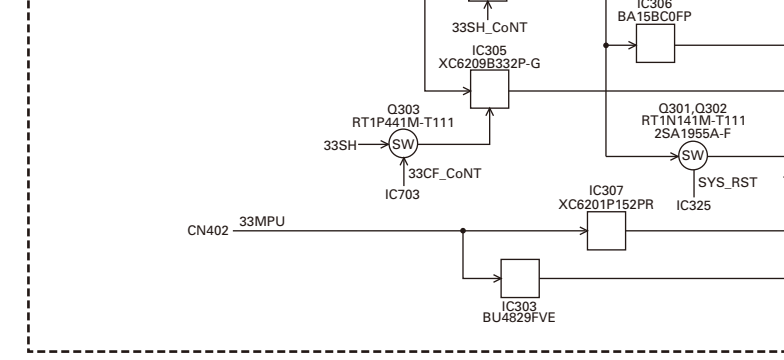 IC306
BA15BC0FP
33SH_CoNT
IC305
XC6209B332P-G
Q303
RT1P441M-T111
Q301,Q302
RT1N141M-T111
2SA1955A-F
33SH
SW
SW
33CF_CoNT
IC703
SYS_RST
IC325
IC307
XC6201P152PR
33MPU
CN402
IC303
BU4829FVE